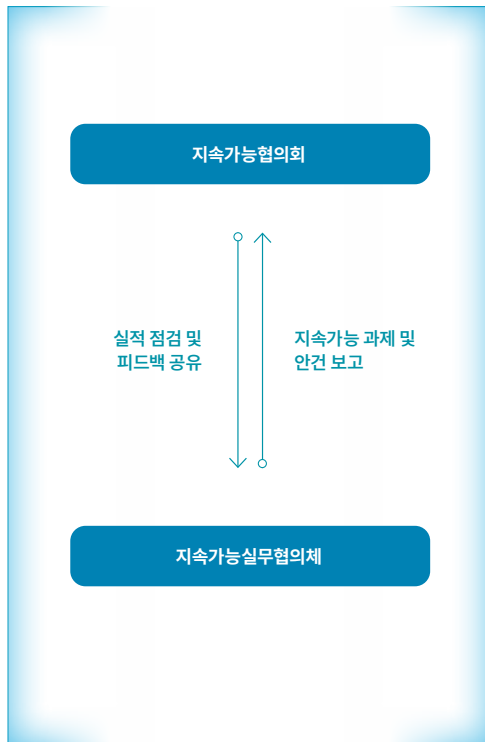 지속가능협의회
실적 점검 및
피드백 공유
지속가능 과제 및
안건 보고
지속가능실무협의체